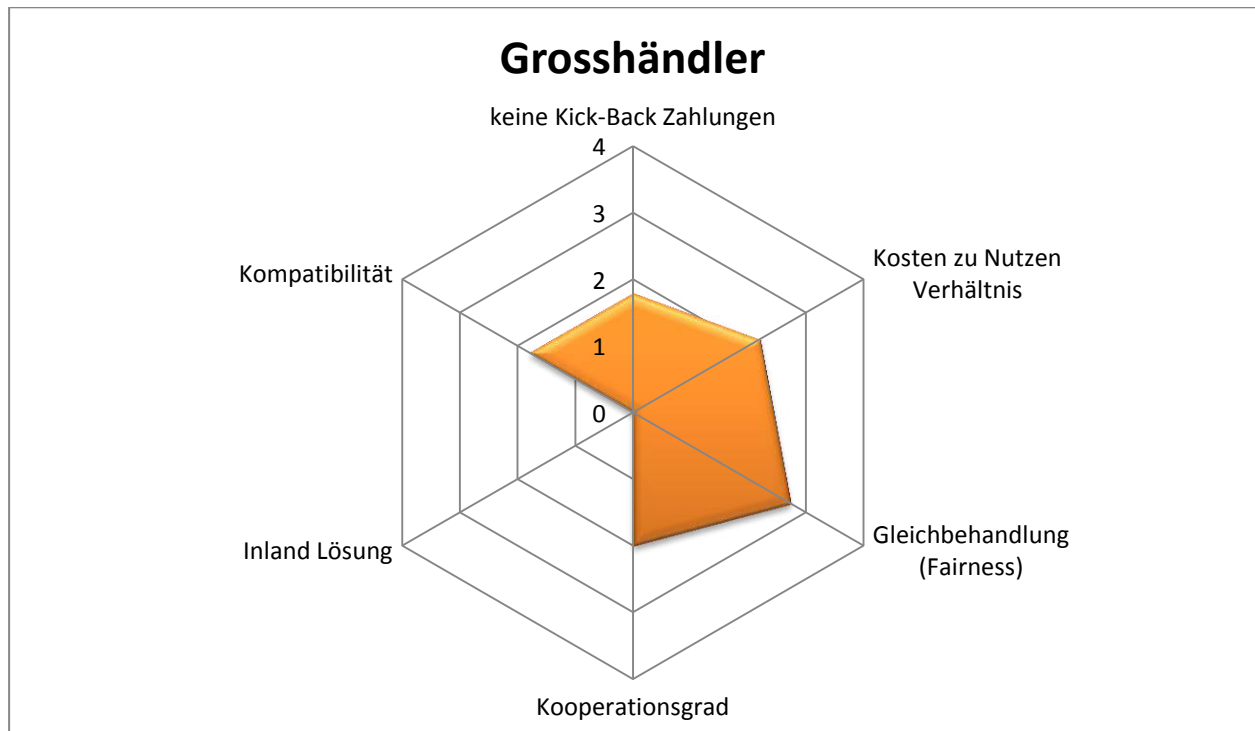 Grosshändler
keine Kick-Back Zahlungen
4
3
2
1
0
Kosten zu Nutzen
Verhältnis
Gleichbehandlung
(Fairness)
Kooperationsgrad
Inland Lösung
Kompatibilität